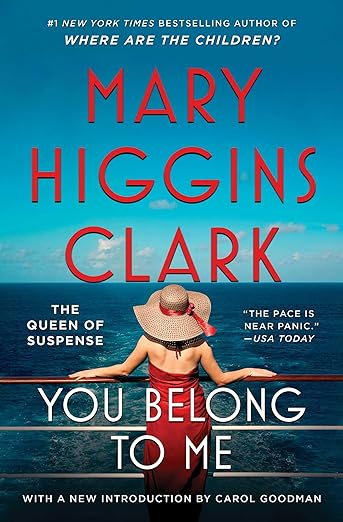 #1 NEW YORK TIMES BESTSELLING AUTHOR OF
WHERE ARE THE CHILDREN?
MARY
HIGGINS
CLARK
THE
QUEEN OF
SUSPENSE
“THE PACE IS
NEAR PANIC.”
—USA TODAY
YOU BELONG
TO ME
WITH A NEW INTRODUCTION BY CAROL GOODMAN